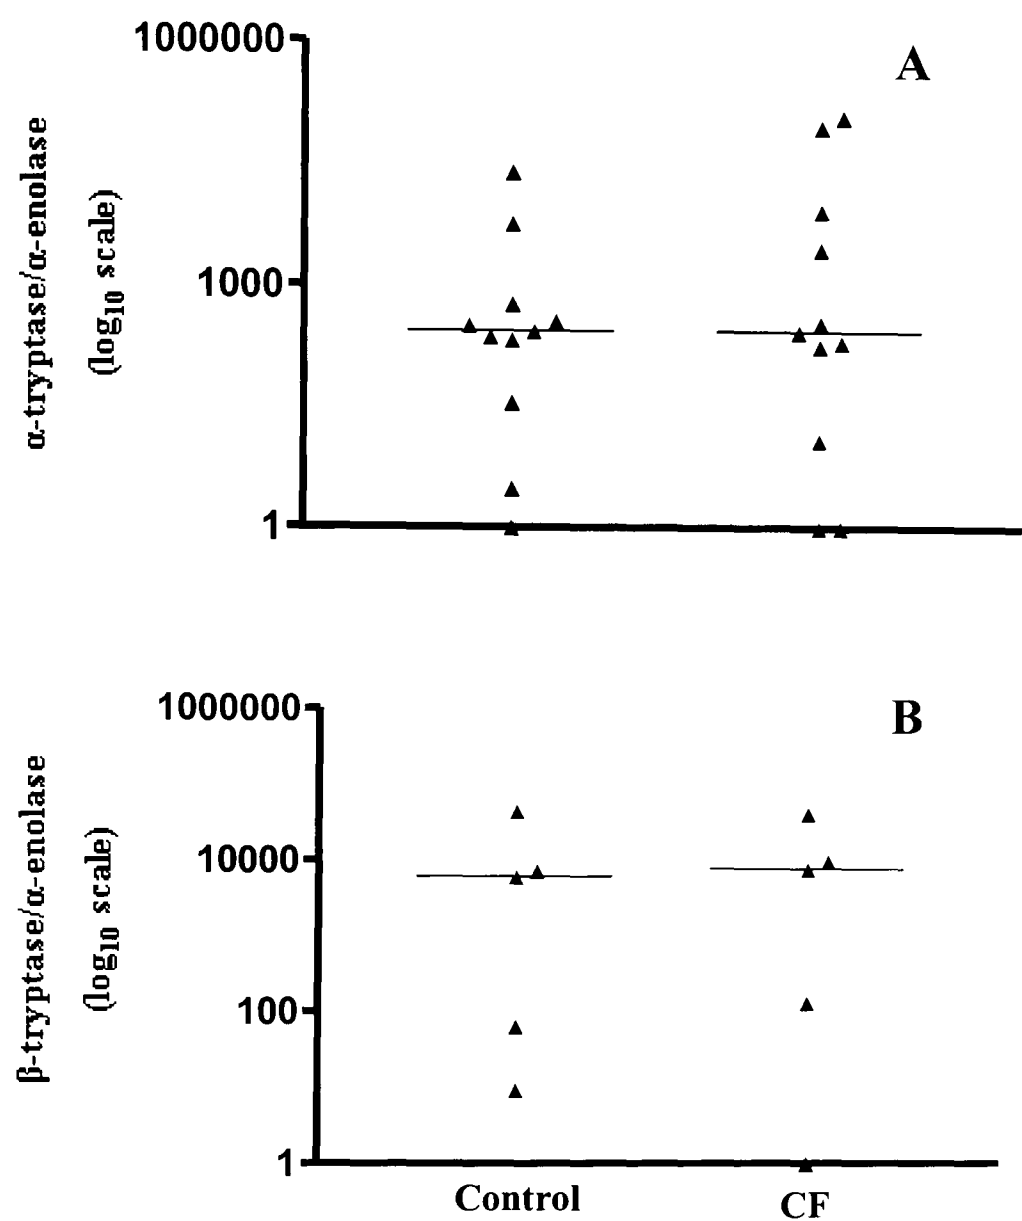 1000000
A
α-tryptase/α-enolase
(log10 scale)
1000
1
1000000
B
β-tryptase/α-enolase
(log10 scale)
10000
100
1
Control
CF